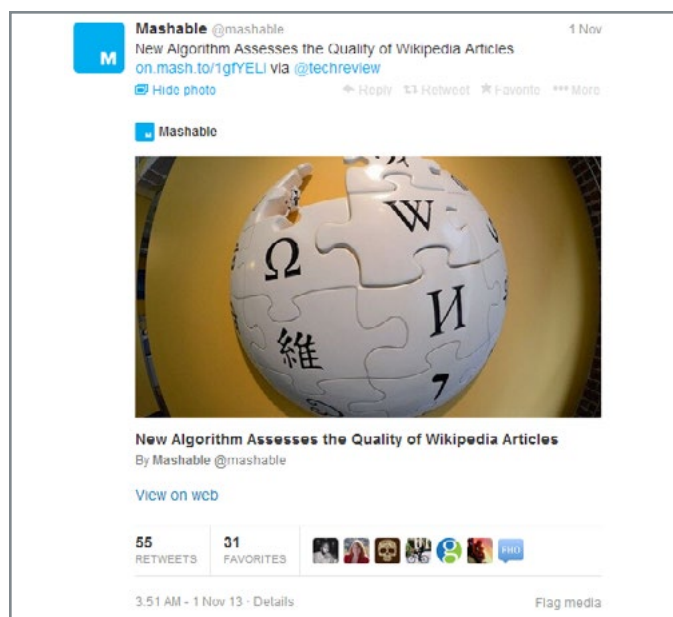 Mashable @mashable 1 Nov
New Algorithm Assesses the Quality of Wikipedia Articles
on.mash.to/1gfYELi via @techreview
Hide photo Reply Retweet Favorite More
M Mashable
Ω W
維 И
7
New Algorithm Assesses the Quality of Wikipedia Articles
By Mashable @mashable
View on web
55 31
RETWEETS FAVORITES
FHO
3:51 AM - 1 Nov 13 · Details Flag media